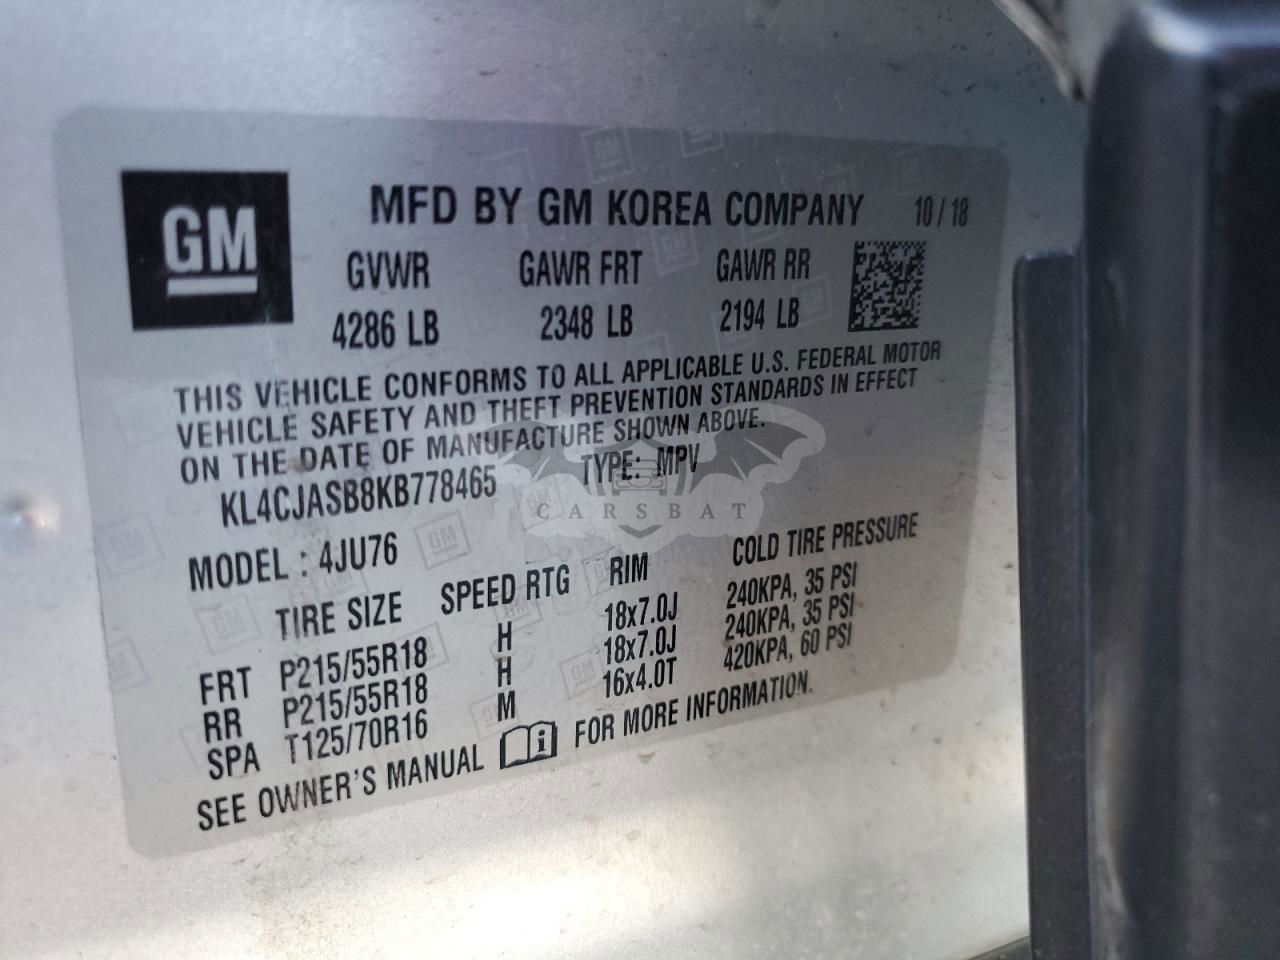 GM
MFD BY GM KOREA COMPANY 10/18
GVWR GAWR FRT GAWR RR
4286 LB 2348 LB 2194 LB
THIS VEHICLE CONFORMS TO ALL APPLICABLE U.S. FEDERAL MOTOR
VEHICLE SAFETY AND THEFT PREVENTION STANDARDS IN EFFECT
ON THE DATE OF MANUFACTURE SHOWN ABOVE.
KL4CJASB8KB778465 TYPE: MPV
CARSBAT
MODEL : 4JU76
TIRE SIZE SPEED RTG RIM COLD TIRE PRESSURE
FRT P215/55R18 H 18x7.0J 240KPA, 35 PSI
RR P215/55R18 H 18x7.0J 240KPA, 35 PSI
SPA T125/70R16 M 16x4.0T 420KPA, 60 PSI
SEE OWNER'S MANUAL i FOR MORE INFORMATION.